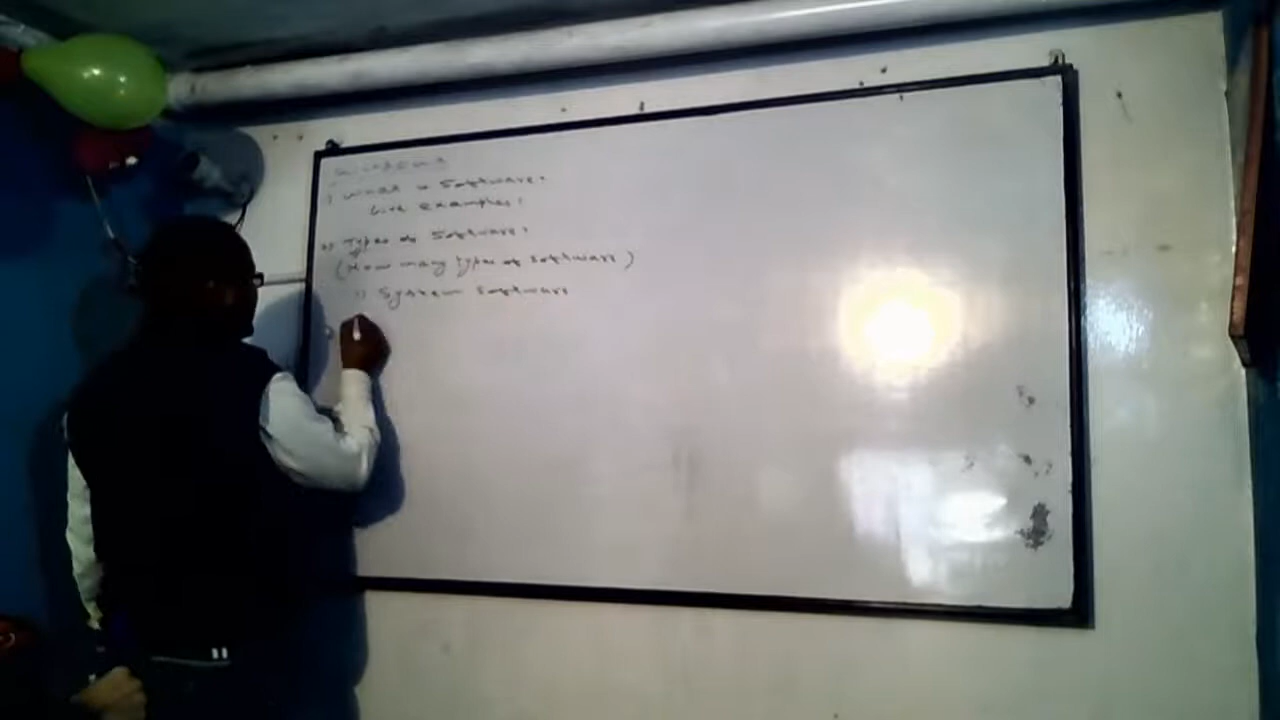 1) What is Software?
Give examples?
2) Types of Software?
(How many types of software)
1) System Software